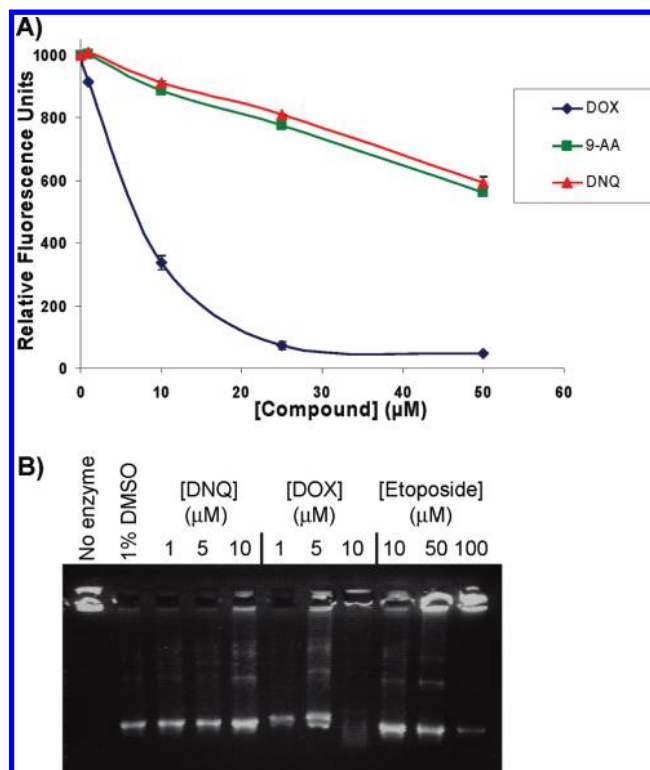 A)
Relative Fluorescence Units
1000
800
600
400
200
0
0 10 20 30 40 50 60
[Compound] (µM)
DOX
9-AA
DNQ
B)
No enzyme
1% DMSO
[DNQ] [DOX] [Etoposide]
(µM) (µM) (µM)
1 5 10 1 5 10 10 50 100